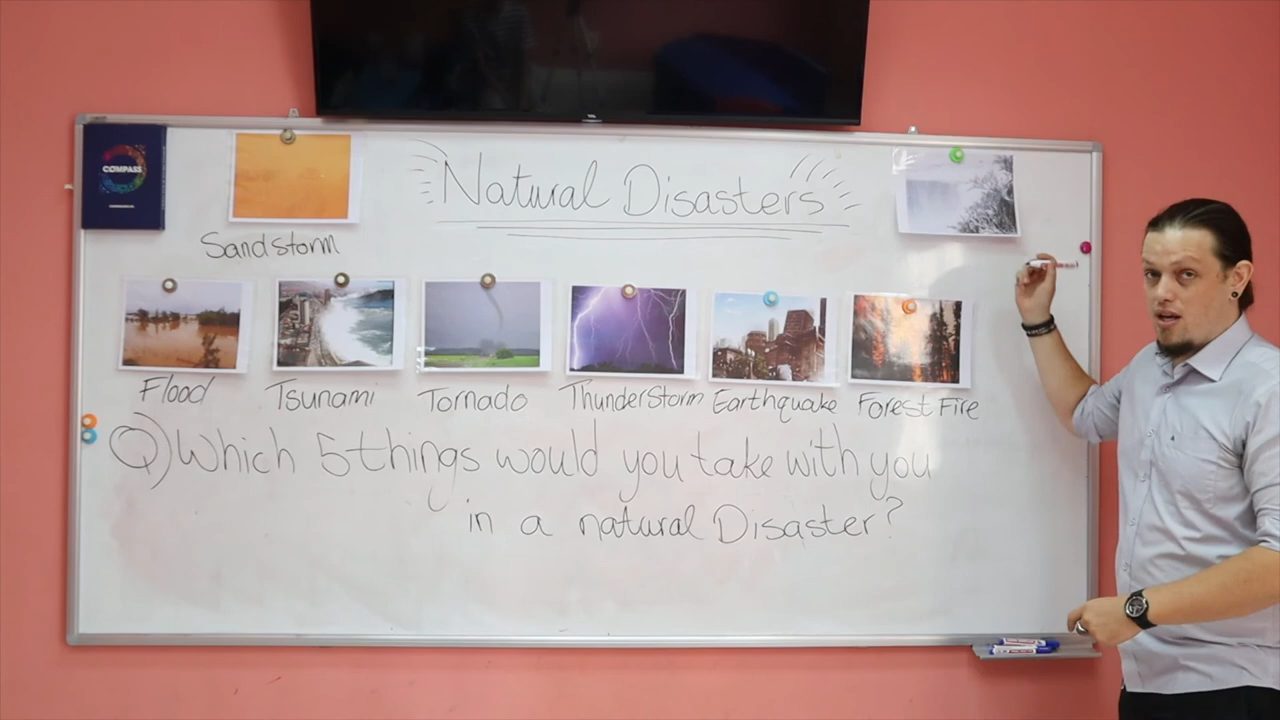 TCL
COMPASS
Natural Disasters
Sandstorm
Flood
Tsunami
Tornado
ThunderStorm
Earthquake
Forest Fire
Q) Which 5 things would you take with you
in a natural Disaster?